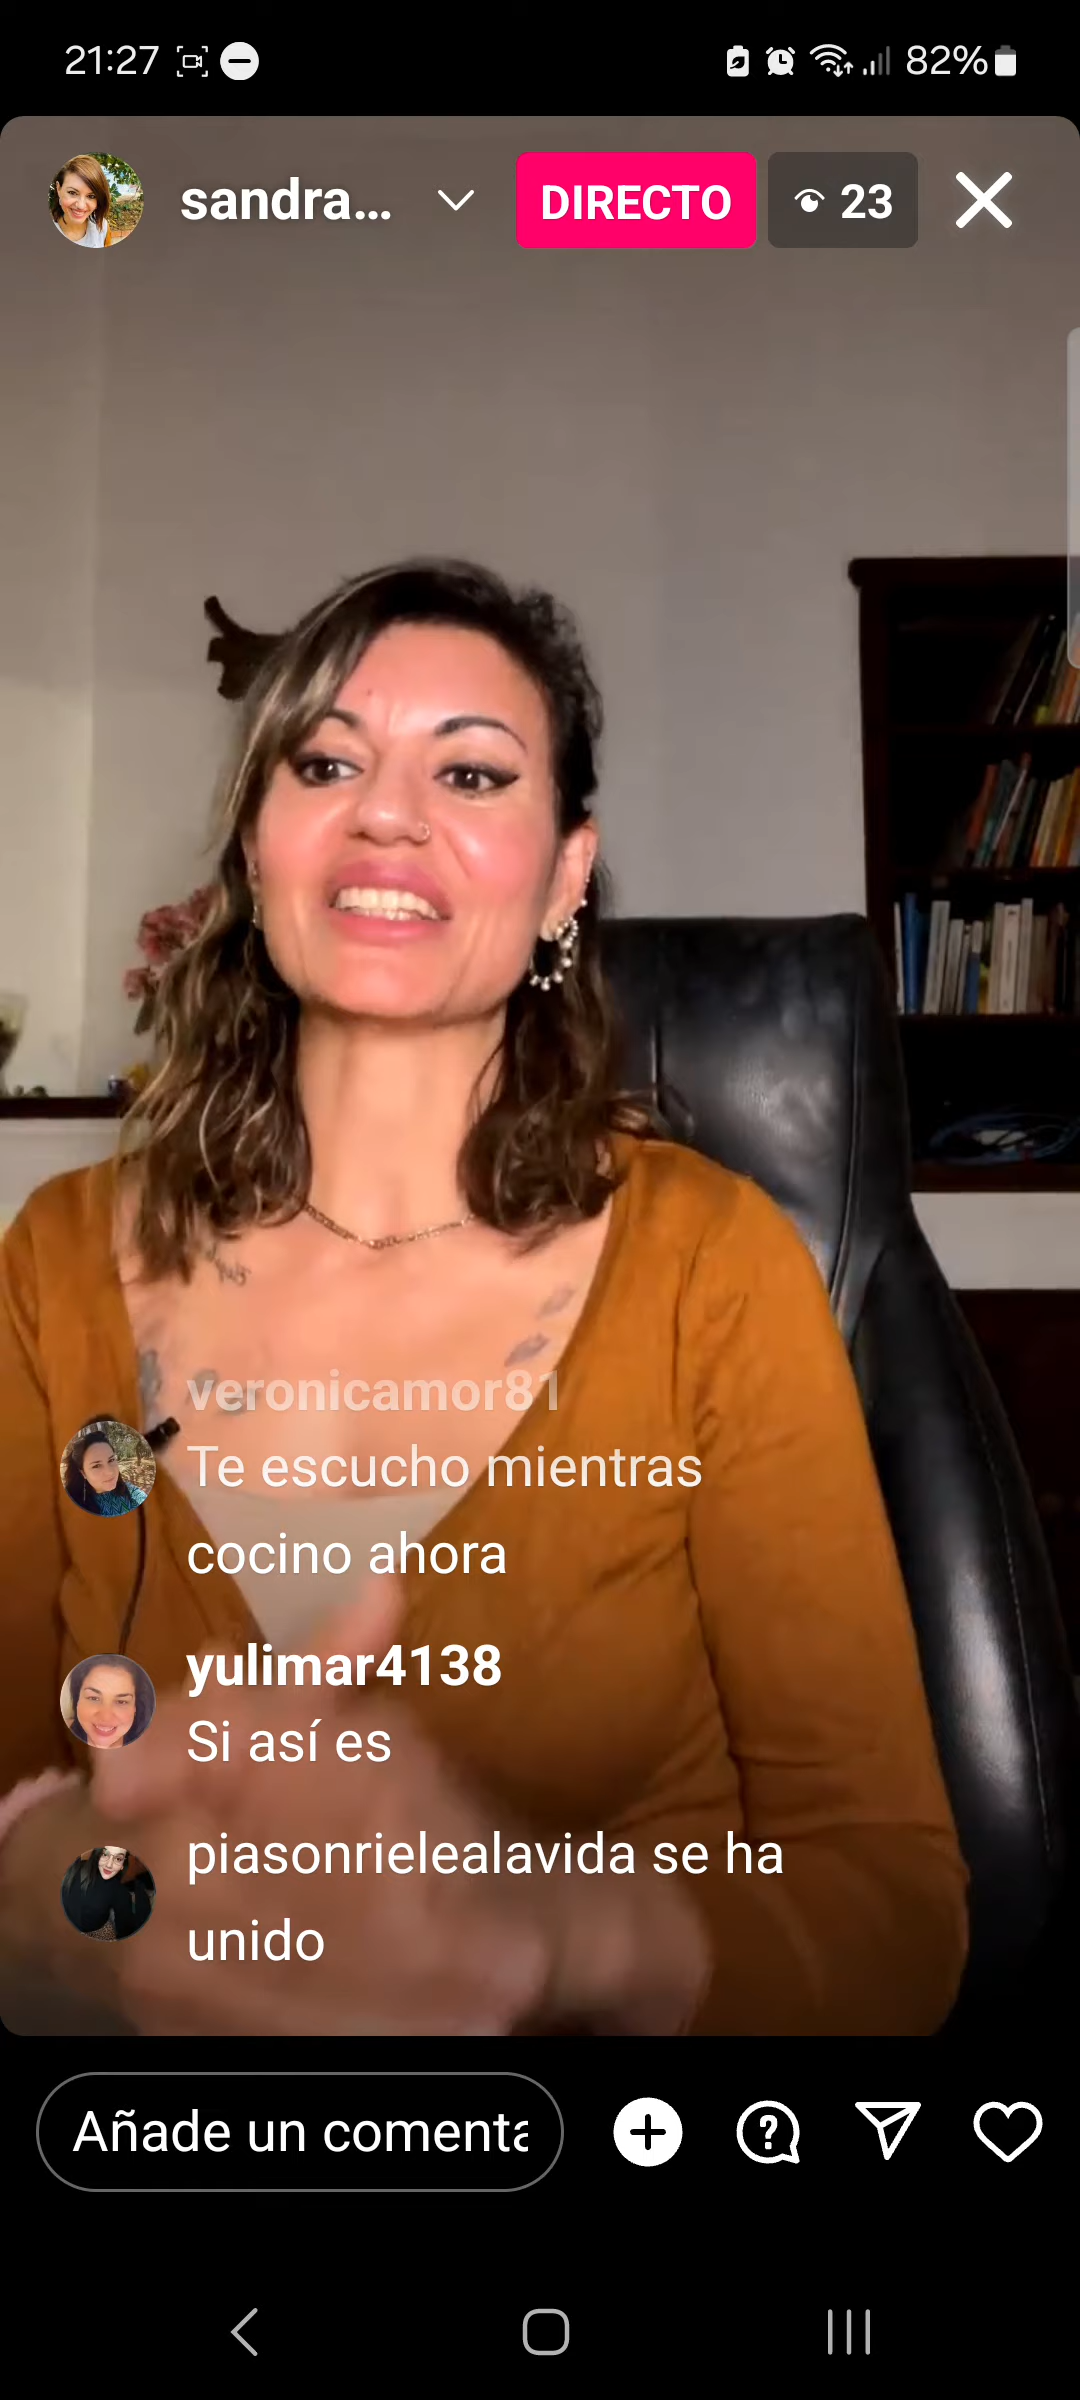 21:27
82%
sandra...
DIRECTO
23
veronicamor81
Te escucho mientras
cocino ahora
yulimar4138
Si así es
piasonrielealavida se ha
unido
Añade un comenta